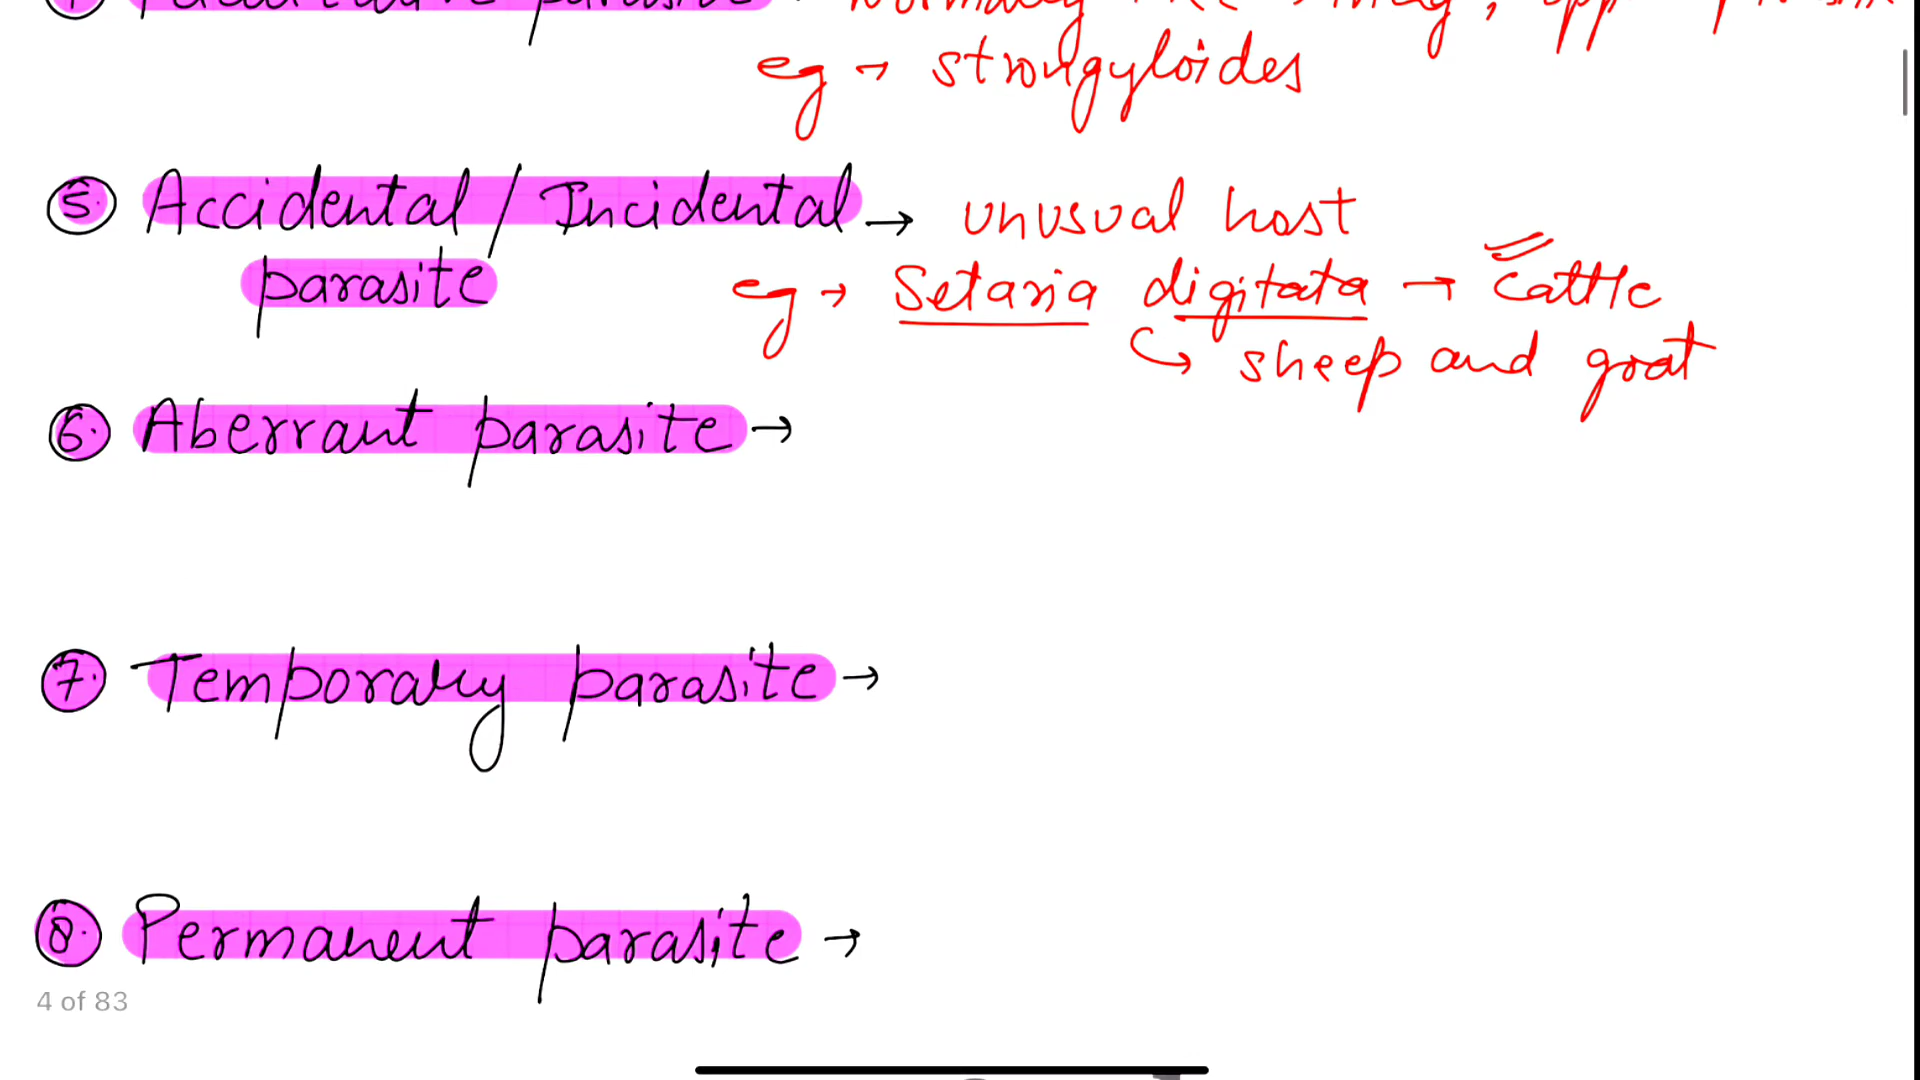 parasite
eg → strongyloides
5. Accidental / Incidental → unusual host
parasite eg → Setaria digitata → cattle
↳ sheep and goat
6. Aberrant parasite →
7. Temporary parasite →
8. Permanent parasite →
4 of 83